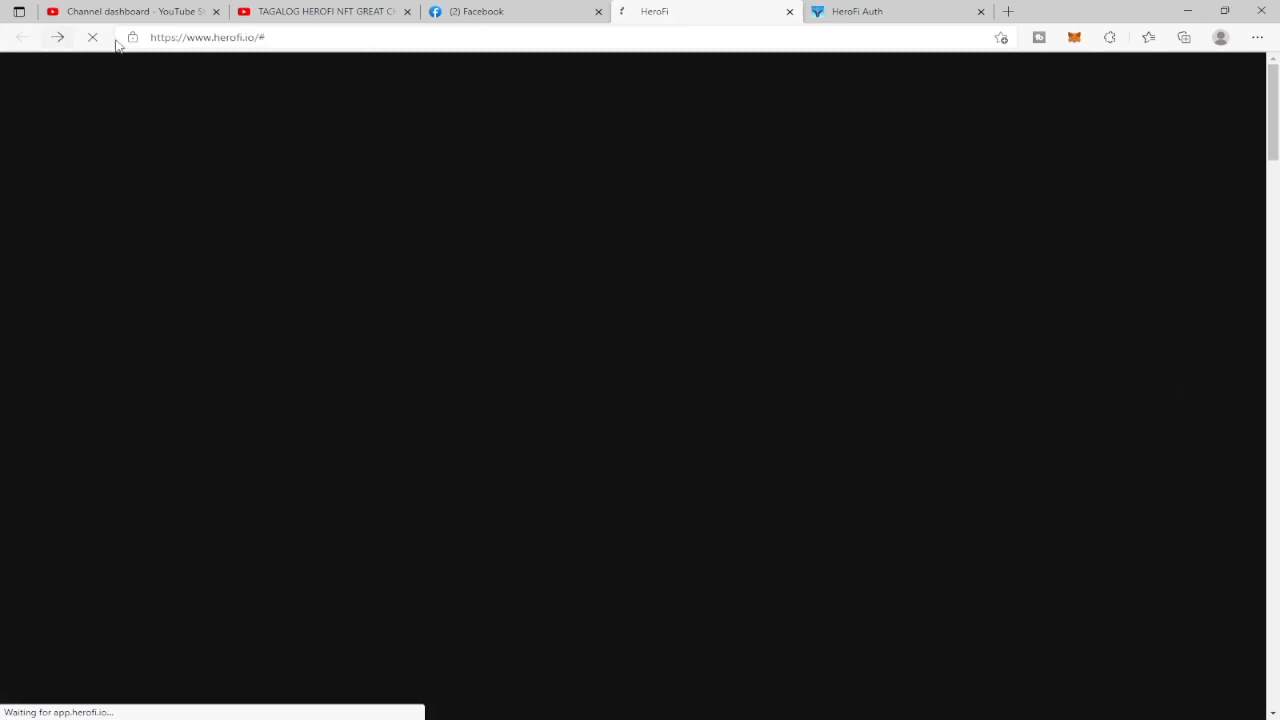 Channel dashboard - YouTube S
TAGALOG HEROFI NFT GREAT C
(2) Facebook
HeroFi
HeroFi Auth
https://www.herofi.io/#
Waiting for app.herofi.io...